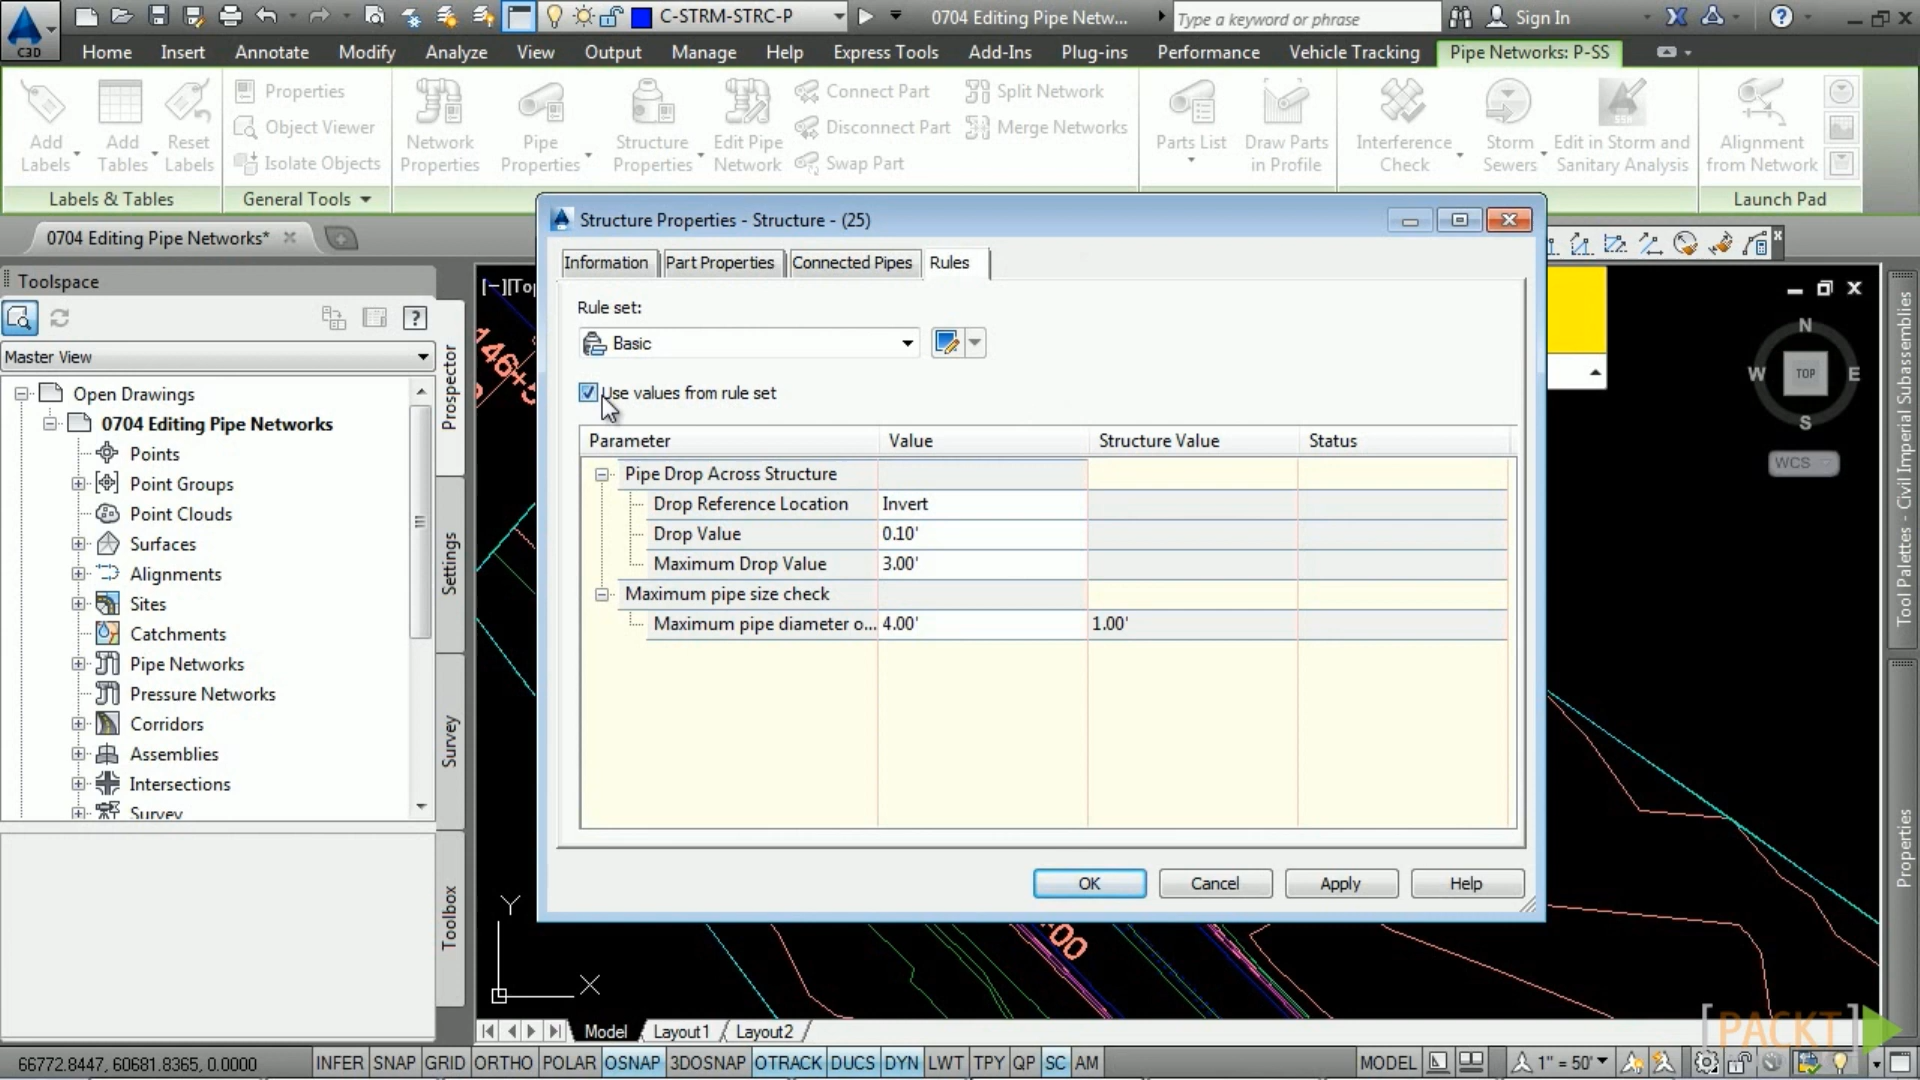 C3D
C-STRM-STRC-P
0704 Editing Pipe Netw...
Type a keyword or phrase
Sign In
Home Insert Annotate Modify Analyze View Output Manage Help Express Tools Add-Ins Plug-ins Performance Vehicle Tracking Pipe Networks: P-SS
Add Labels
Add Tables
Reset Labels
Properties
Object Viewer
Isolate Objects
Network Properties
Pipe Properties
Structure Properties
Edit Pipe Network
Connect Part
Disconnect Part
Swap Part
Split Network
Merge Networks
Parts List
Draw Parts in Profile
Interference Check
Storm Sewers
Edit in Storm and Sanitary Analysis
Alignment from Network
Labels & Tables
General Tools
Launch Pad
0704 Editing Pipe Networks*
Structure Properties - Structure - (25)
Information Part Properties Connected Pipes Rules
Rule set:
Basic
Use values from rule set
Parameter Value Structure Value Status
Pipe Drop Across Structure
Drop Reference Location Invert
Drop Value 0.10'
Maximum Drop Value 3.00'
Maximum pipe size check
Maximum pipe diameter o... 4.00' 1.00'
OK Cancel Apply Help
Toolspace
Master View
Open Drawings
0704 Editing Pipe Networks
Points
Point Groups
Point Clouds
Surfaces
Alignments
Sites
Catchments
Pipe Networks
Pressure Networks
Corridors
Assemblies
Intersections
Survey
Prospector
Settings
Survey
Toolbox
[−][Top
146+5
00
N
W TOP E
S
WCS
Tool Palettes - Civil Imperial Subassemblies
Properties
Y
X
Model Layout1 Layout2
[PACKT]
66772.8447, 60681.8365, 0.0000
INFER SNAP GRID ORTHO POLAR OSNAP 3DOSNAP OTRACK DUCS DYN LWT TPY QP SC AM
MODEL
1" = 50'